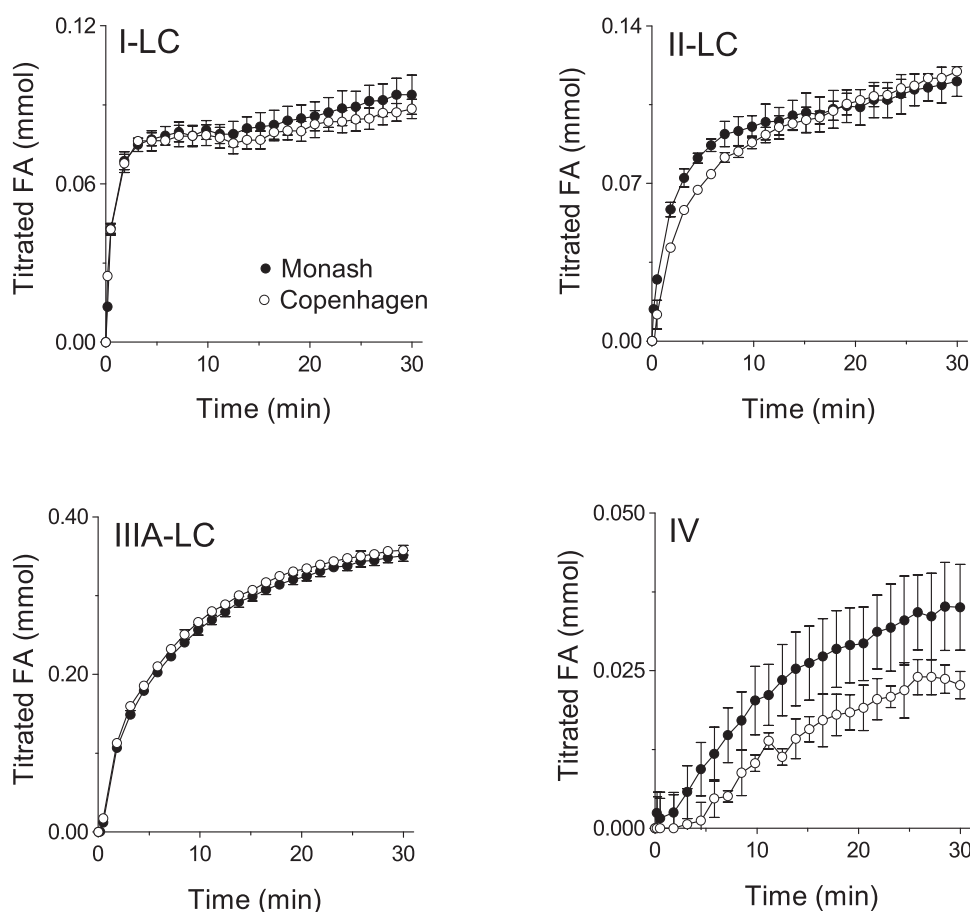 I-LC
0.12
0.06
0.00
Titrated FA (mmol)
Monash
Copenhagen
0 10 20 30
Time (min)
II-LC
0.14
0.07
0.00
Titrated FA (mmol)
0 10 20 30
Time (min)
IIIA-LC
0.40
0.20
0.00
Titrated FA (mmol)
0 10 20 30
Time (min)
IV
0.050
0.025
0.000
Titrated FA (mmol)
0 10 20 30
Time (min)